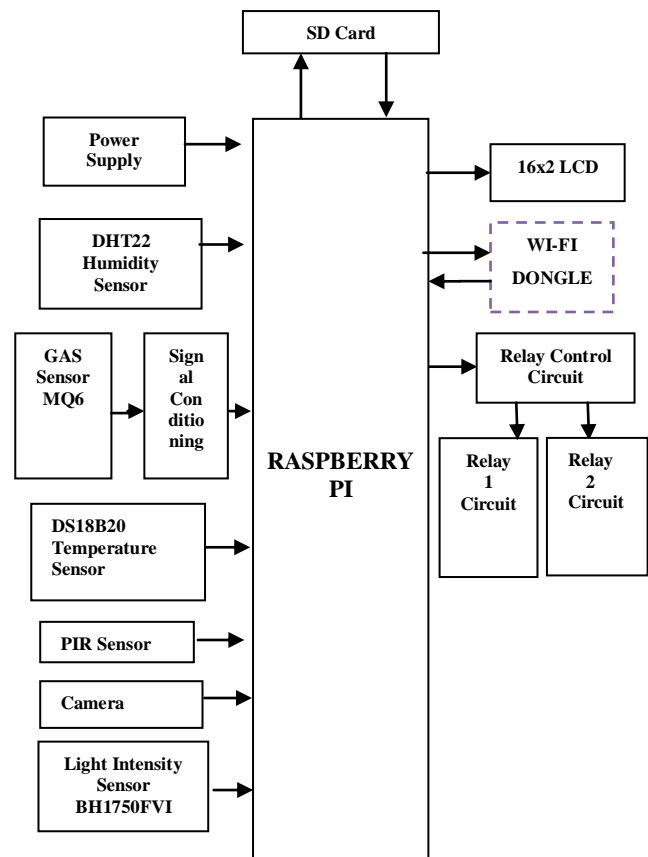 SD Card
Power
Supply
16x2 LCD
DHT22
Humidity
Sensor
WI-FI
DONGLE
GAS
Sensor
MQ6
Sign
al
Con
ditio
ning
Relay Control
Circuit
RASPBERRY
PI
Relay
1
Circuit
Relay
2
Circuit
DS18B20
Temperature
Sensor
PIR Sensor
Camera
Light Intensity
Sensor
BH1750FVI